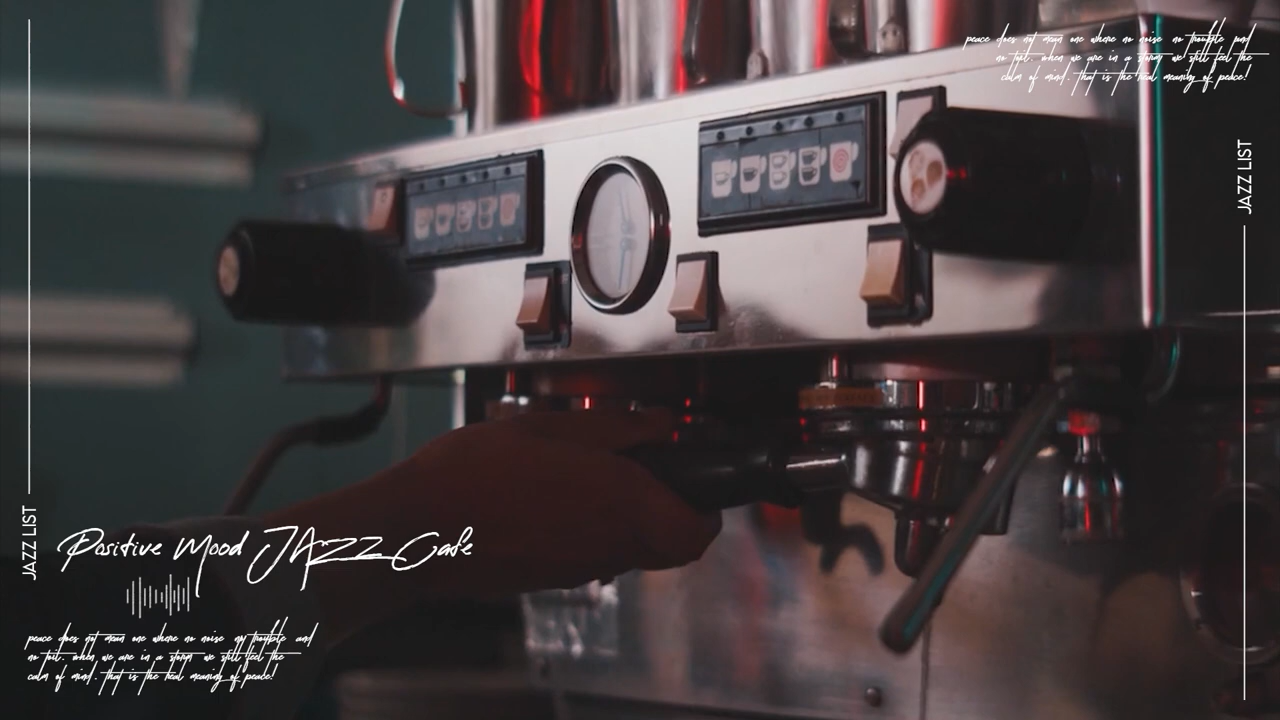 peace does not mean one where no noise no trouble and
no toil. when we are in a storm we still feel the
calm of mind. that is the real meaning of peace!
JAZZ LIST
JAZZ LIST
Positive Mood JAZZ Cafe
peace does not mean one where no noise no trouble and
no toil. when we are in a storm we still feel the
calm of mind. that is the real meaning of peace!